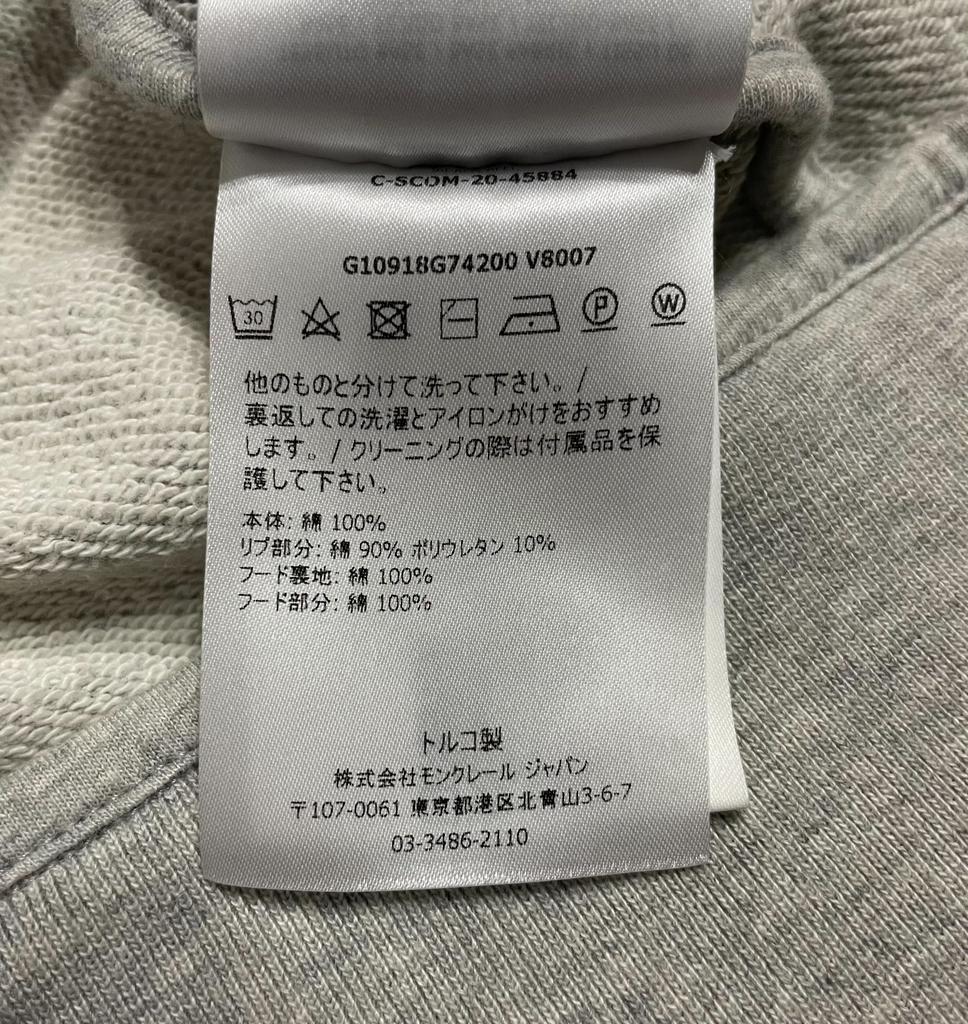 C-SCOM-20-45884
G10918G74200 V8007
30 P W
他のものと分けて洗って下さい。/
裏返しての洗濯とアイロンがけをおすすめ
します。/ クリーニングの際は付属品を保
護して下さい。
本体: 綿 100%
リブ部分: 綿 90% ポリウレタン 10%
フード裏地: 綿 100%
フード部分: 綿 100%
トルコ製
株式会社モンクレール ジャパン
〒107-0061 東京都港区北青山3-6-7
03-3486-2110